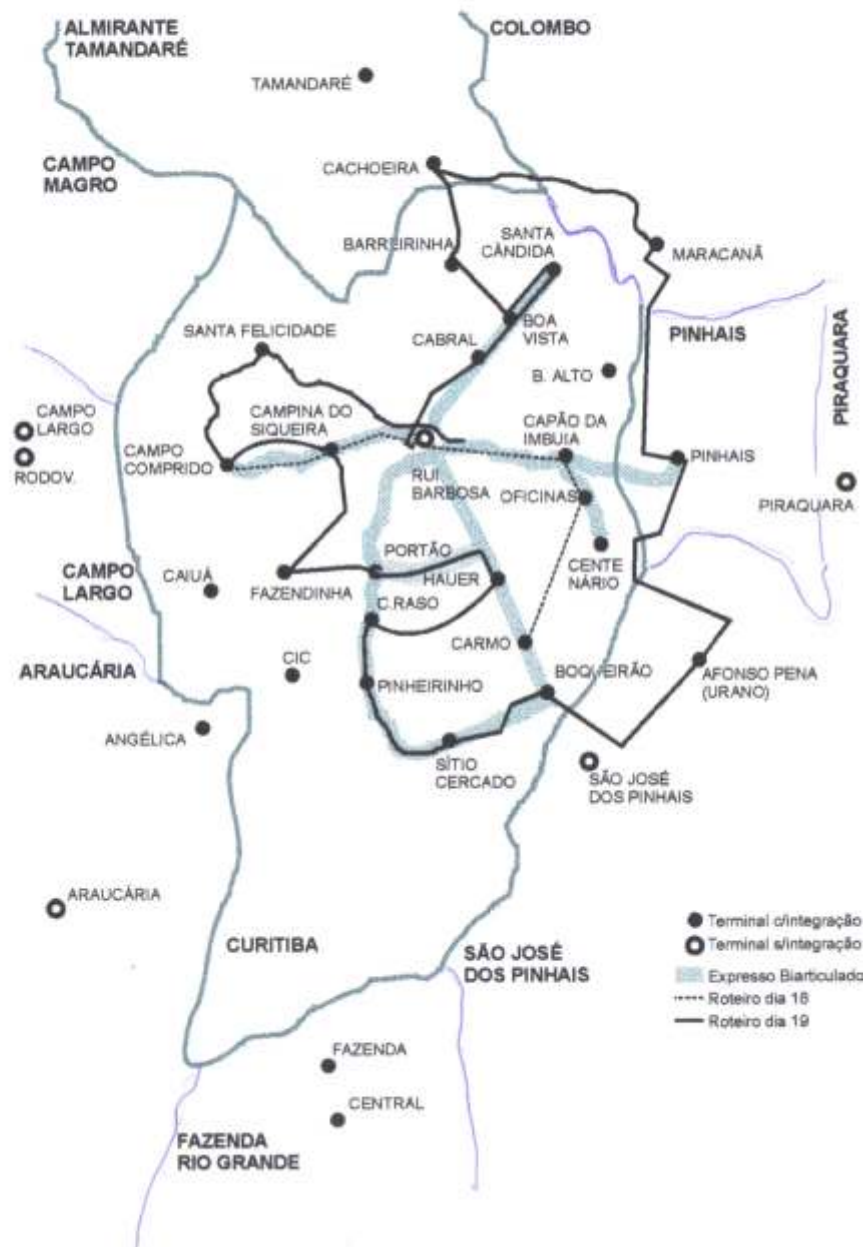 ALMIRANTE
TAMANDARÉ
COLOMBO
TAMANDARÉ
CAMPO
MAGRO
CACHOEIRA
BARREIRINHA
SANTA
CÂNDIDA
MARACANÃ
SANTA FELICIDADE
CABRAL
BOA
VISTA
PINHAIS
B. ALTO
PIRAQUARA
CAMPO
LARGO
RODOV.
CAMPO
COMPRIDO
CAMPINA DO
SIQUEIRA
RUI
BARBOSA
CAPÃO DA
IMBUIA
OFICINAS
PINHAIS
PIRAQUARA
CAMPO
LARGO
CAIUÁ
FAZENDINHA
PORTÃO
HAUER
CENTE
NÁRIO
C.RASO
CARMO
ARAUCÁRIA
CIC
PINHEIRINHO
BOQUEIRÃO
AFONSO PENA
(URANO)
ANGÉLICA
SÍTIO
CERCADO
SÃO JOSÉ
DOS PINHAIS
ARAUCÁRIA
CURITIBA
SÃO JOSÉ
DOS PINHAIS
Terminal c/integração
Terminal s/integração
Expresso Biarticulado
Roteiro dia 18
Roteiro dia 19
FAZENDA
CENTRAL
FAZENDA
RIO GRANDE